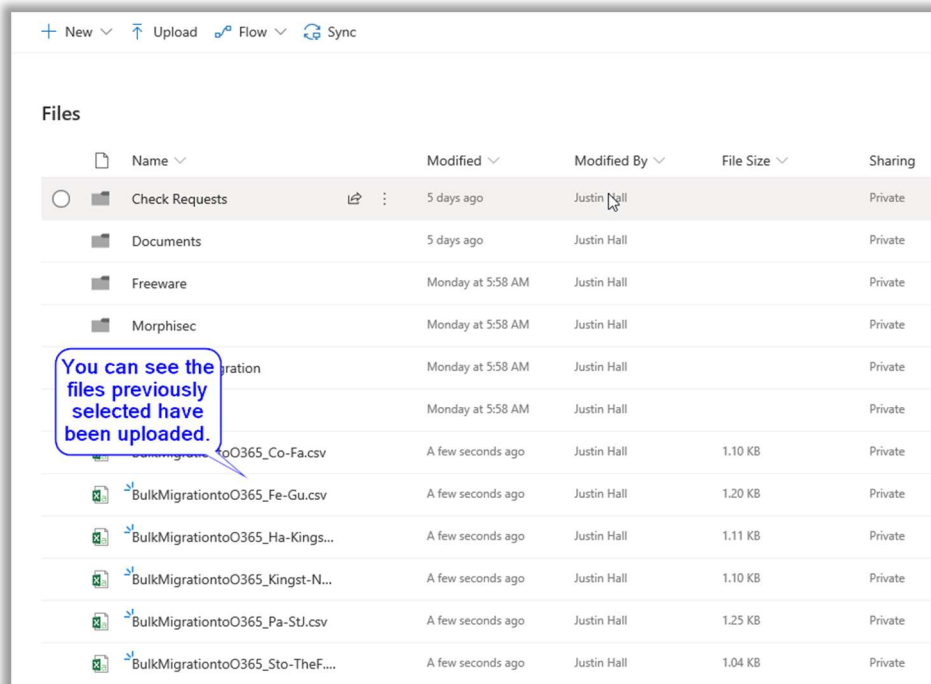 New Upload Flow Sync
Files
Name Modified Modified By File Size Sharing
Check Requests 5 days ago Justin Hall Private
Documents 5 days ago Justin Hall Private
Freeware Monday at 5:58 AM Justin Hall Private
Morphisec Monday at 5:58 AM Justin Hall Private
You can see the
files previously
selected have
been uploaded.
gration Monday at 5:58 AM Justin Hall Private
Monday at 5:58 AM Justin Hall Private
BulkMigrationtoO365_Co-Fa.csv A few seconds ago Justin Hall 1.10 KB Private
BulkMigrationtoO365_Fe-Gu.csv A few seconds ago Justin Hall 1.20 KB Private
BulkMigrationtoO365_Ha-Kings... A few seconds ago Justin Hall 1.11 KB Private
BulkMigrationtoO365_Kingst-N... A few seconds ago Justin Hall 1.10 KB Private
BulkMigrationtoO365_Pa-StJ.csv A few seconds ago Justin Hall 1.25 KB Private
BulkMigrationtoO365_Sto-TheF.... A few seconds ago Justin Hall 1.04 KB Private